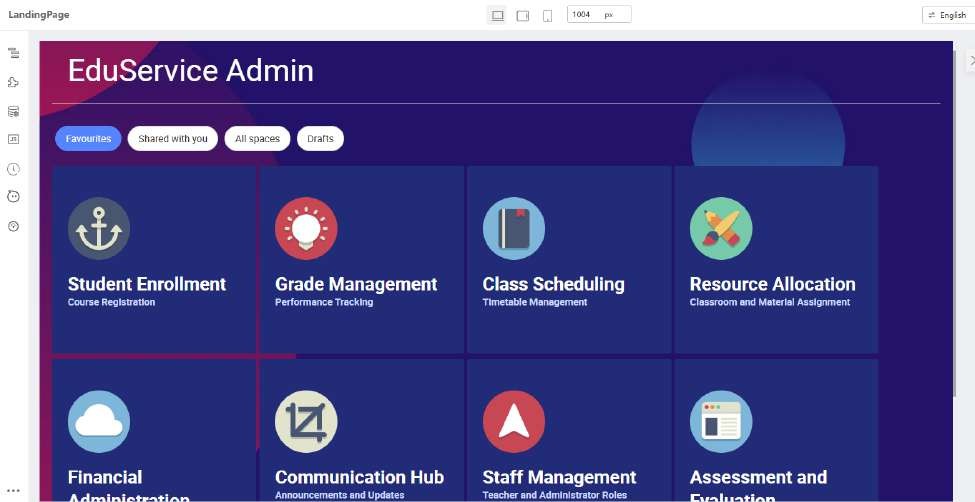 LandingPage
1004 px
English
JS
EduService Admin
Favourites
Shared with you
All spaces
Drafts
Student Enrollment
Course Registration
Grade Management
Performance Tracking
Class Scheduling
Timetable Management
Resource Allocation
Classroom and Material Assignment
Financial
Administration
Communication Hub
Announcements and Updates
Staff Management
Teacher and Administrator Roles
Assessment and
Evaluation